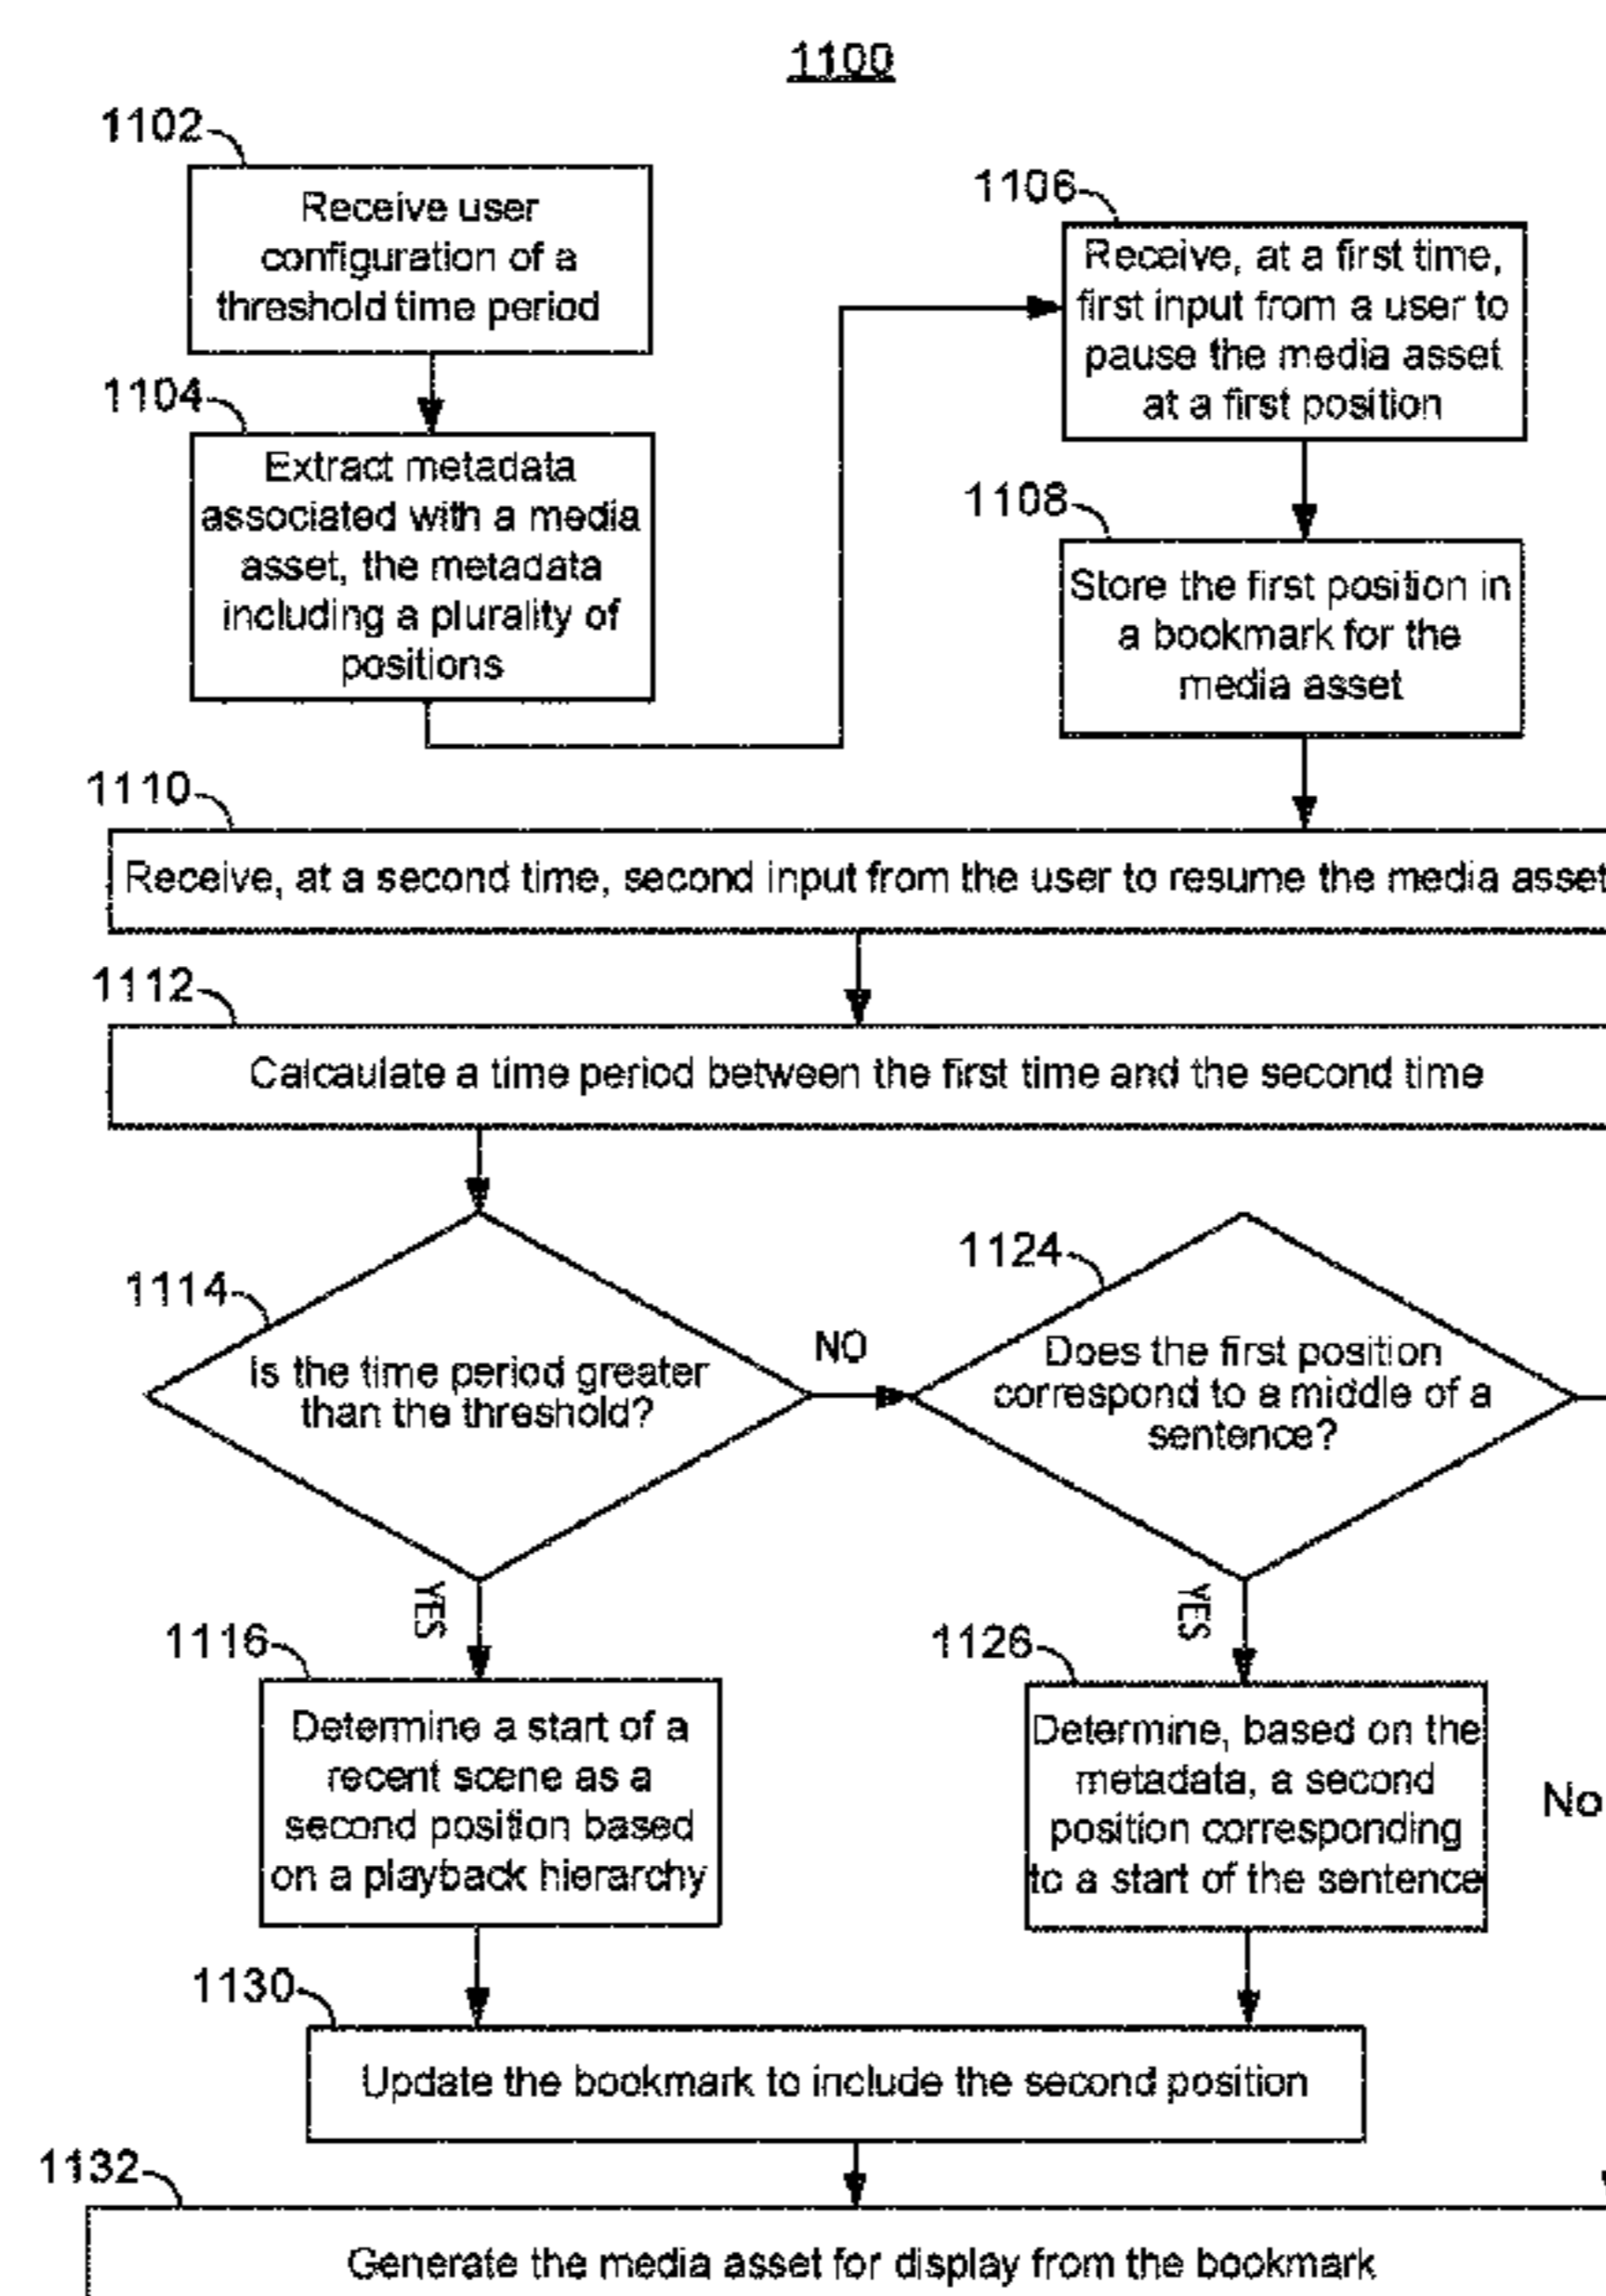 1100
1102
Receive user
configuration of a
threshold time period
1104
Extract metadata
associated with a media
asset, the metadata
including a plurality of
positions
1106
Receive, at a first time,
first input from a user to
pause the media asset
at a first position
1108
Store the first position in
a bookmark for the
media asset
1110
Receive, at a second time, second input from the user to resume the media asset
1112
Calcaulate a time period between the first time and the second time
1114
Is the time period greater
than the threshold?
NO
1124
Does the first position
correspond to a middle of a
sentence?
YES
YES
1116
Determine a start of a
recent scene as a
second position based
on a playback hierarchy
1126
Determine, based on the
metadata, a second
position corresponding
to a start of the sentence
No
1130
Update the bookmark to include the second position
1132
Generate the media asset for display from the bookmark